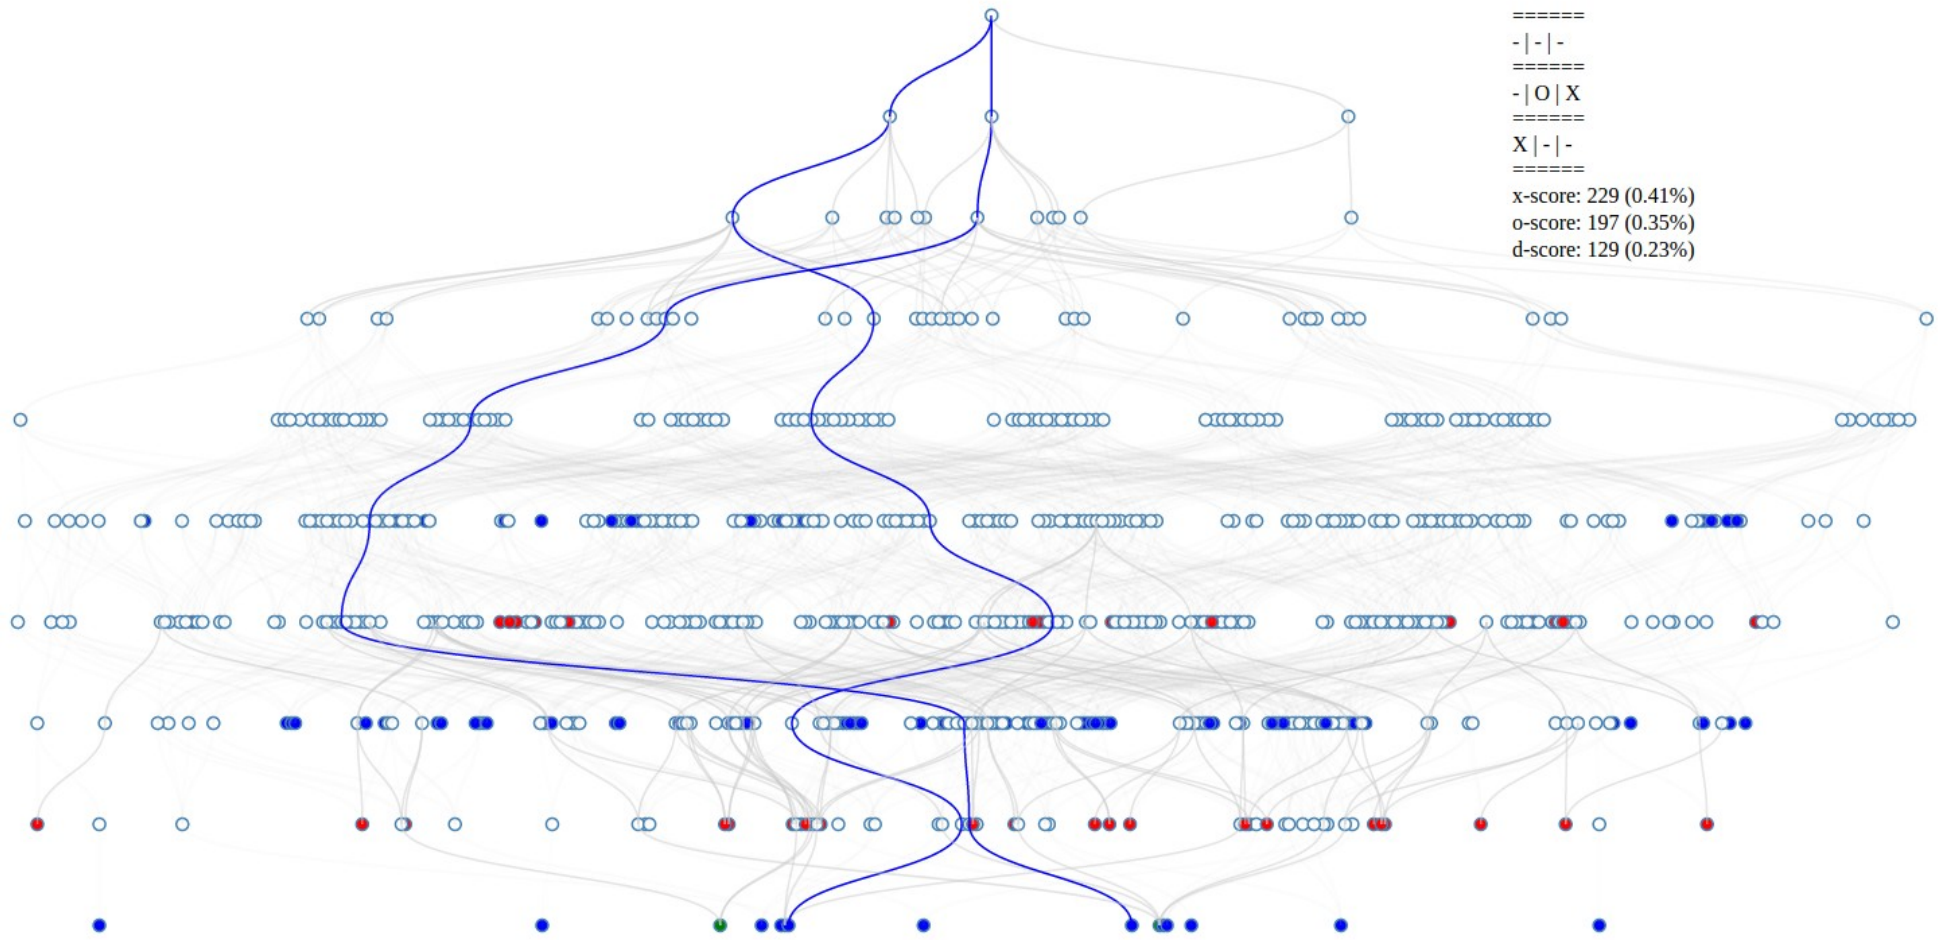 ======
- | - | -
======
- | O | X
======
X | - | -
======
x-score: 229 (0.41%)
o-score: 197 (0.35%)
d-score: 129 (0.23%)